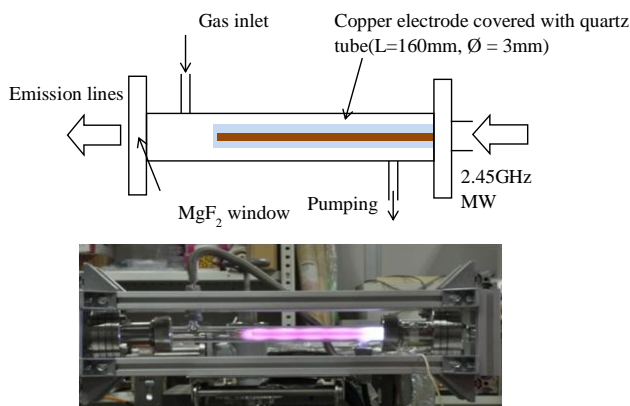 Gas inlet
Copper electrode covered with quartz
tube(L=160mm, Ø = 3mm)
Emission lines
MgF₂ window
Pumping
2.45GHz
MW